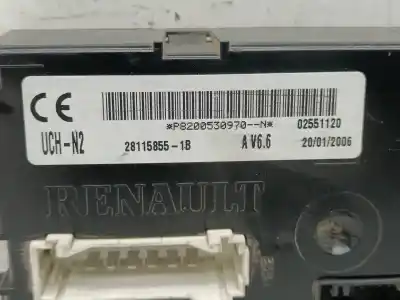 CE
*P8200530970--N* 02551120
UCH-N2 28115855-1B A V6.6 20/01/2006
RENAULT